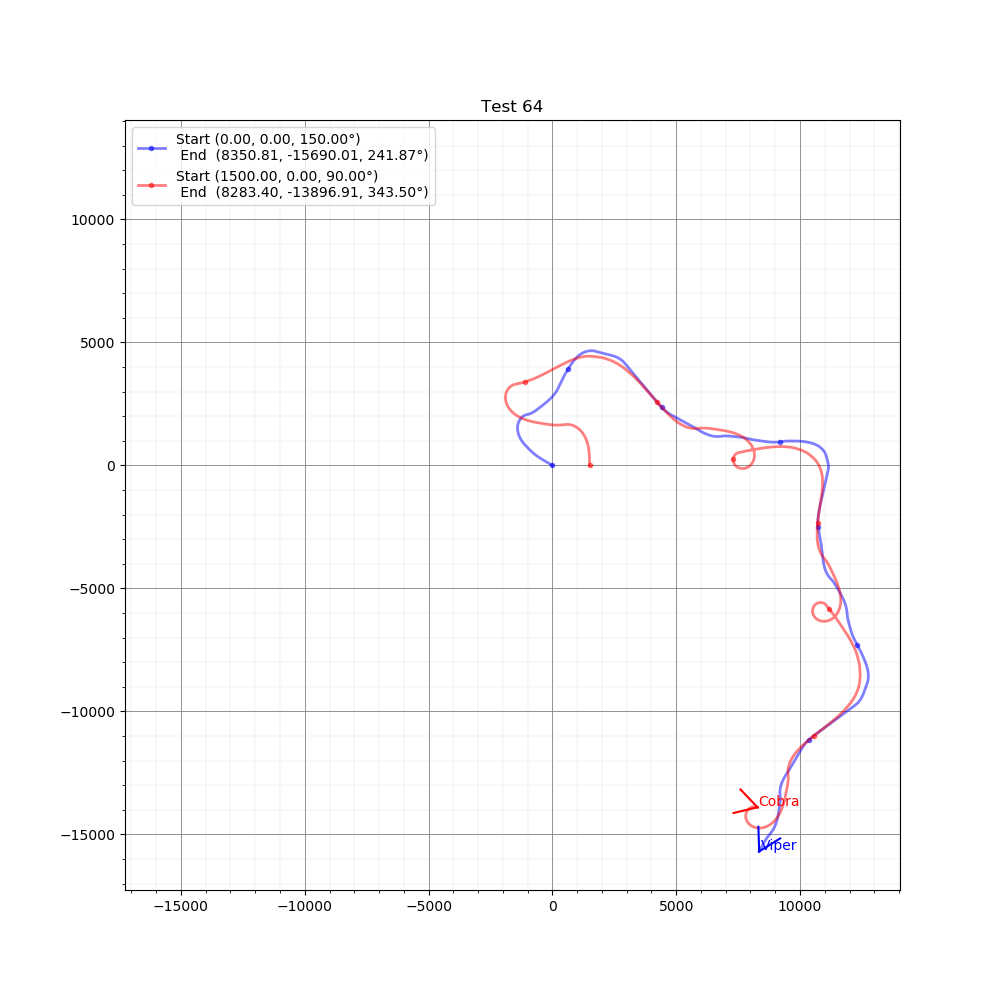 Test 64
Start (0.00, 0.00, 150.00°)
End  (8350.81, -15690.01, 241.87°)
Start (1500.00, 0.00, 90.00°)
End  (8283.40, -13896.91, 343.50°)
10000
5000
0
−5000
−10000
−15000
Cobra
Viper
−15000 −10000 −5000 0 5000 10000